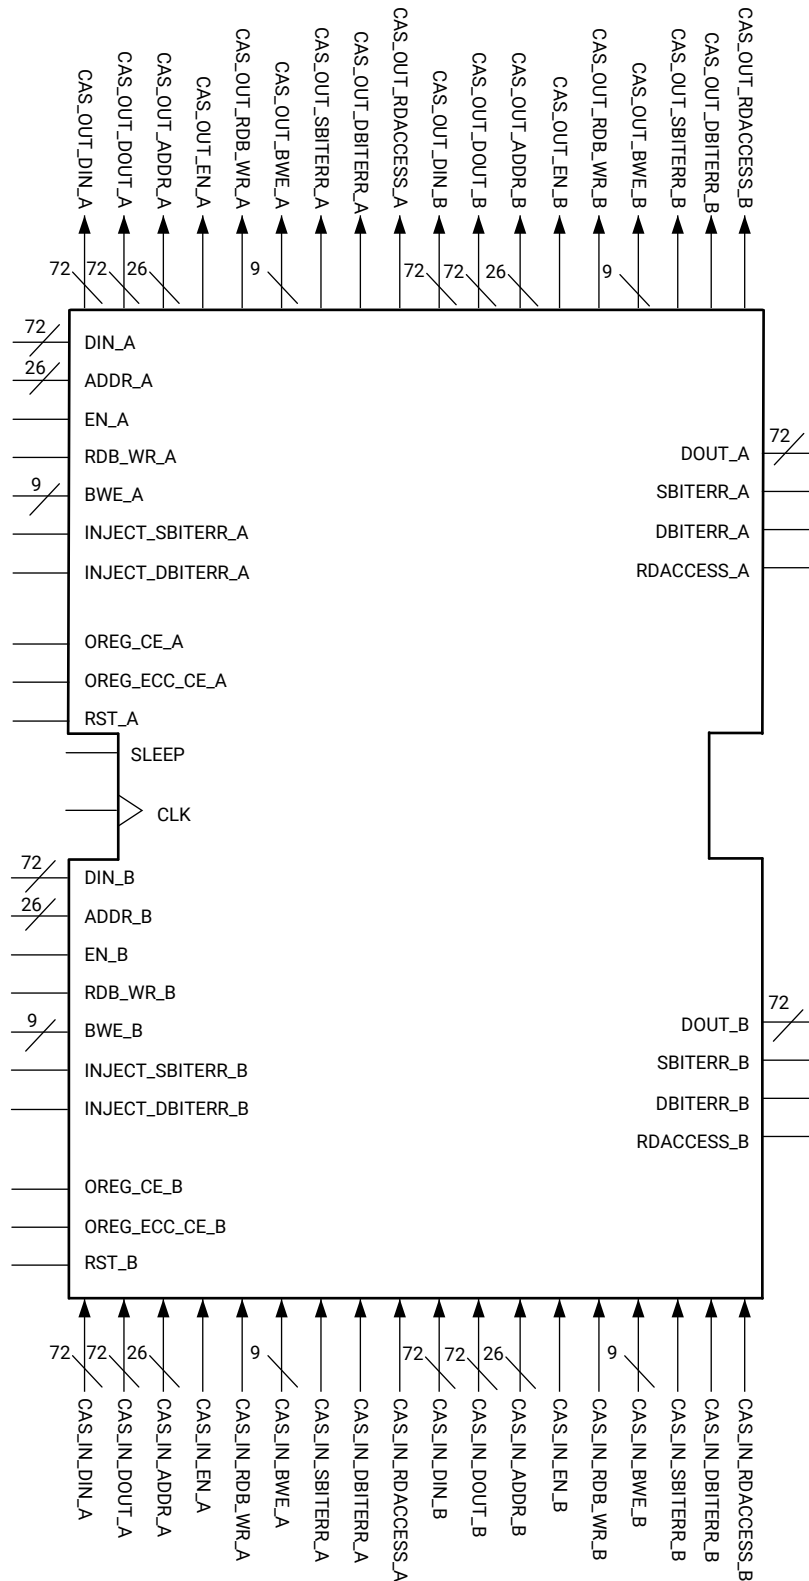 CAS_OUT_DIN_A
CAS_OUT_DOUT_A
CAS_OUT_ADDR_A
CAS_OUT_EN_A
CAS_OUT_RDB_WR_A
CAS_OUT_BWE_A
CAS_OUT_SBITERR_A
CAS_OUT_DBITERR_A
CAS_OUT_RDACCESS_A
CAS_OUT_DIN_B
CAS_OUT_DOUT_B
CAS_OUT_ADDR_B
CAS_OUT_EN_B
CAS_OUT_RDB_WR_B
CAS_OUT_BWE_B
CAS_OUT_SBITERR_B
CAS_OUT_DBITERR_B
CAS_OUT_RDACCESS_B
72
72
26
9
72
72
26
9
72
DIN_A
26
ADDR_A
EN_A
RDB_WR_A
9
BWE_A
INJECT_SBITERR_A
INJECT_DBITERR_A
OREG_CE_A
OREG_ECC_CE_A
RST_A
DOUT_A
72
SBITERR_A
DBITERR_A
RDACCESS_A
SLEEP
CLK
72
DIN_B
26
ADDR_B
EN_B
RDB_WR_B
9
BWE_B
INJECT_SBITERR_B
INJECT_DBITERR_B
OREG_CE_B
OREG_ECC_CE_B
RST_B
DOUT_B
72
SBITERR_B
DBITERR_B
RDACCESS_B
72
72
26
9
72
72
26
9
CAS_IN_DIN_A
CAS_IN_DOUT_A
CAS_IN_ADDR_A
CAS_IN_EN_A
CAS_IN_RDB_WR_A
CAS_IN_BWE_A
CAS_IN_SBITERR_A
CAS_IN_DBITERR_A
CAS_IN_RDACCESS_A
CAS_IN_DIN_B
CAS_IN_DOUT_B
CAS_IN_ADDR_B
CAS_IN_EN_B
CAS_IN_RDB_WR_B
CAS_IN_BWE_B
CAS_IN_SBITERR_B
CAS_IN_DBITERR_B
CAS_IN_RDACCESS_B